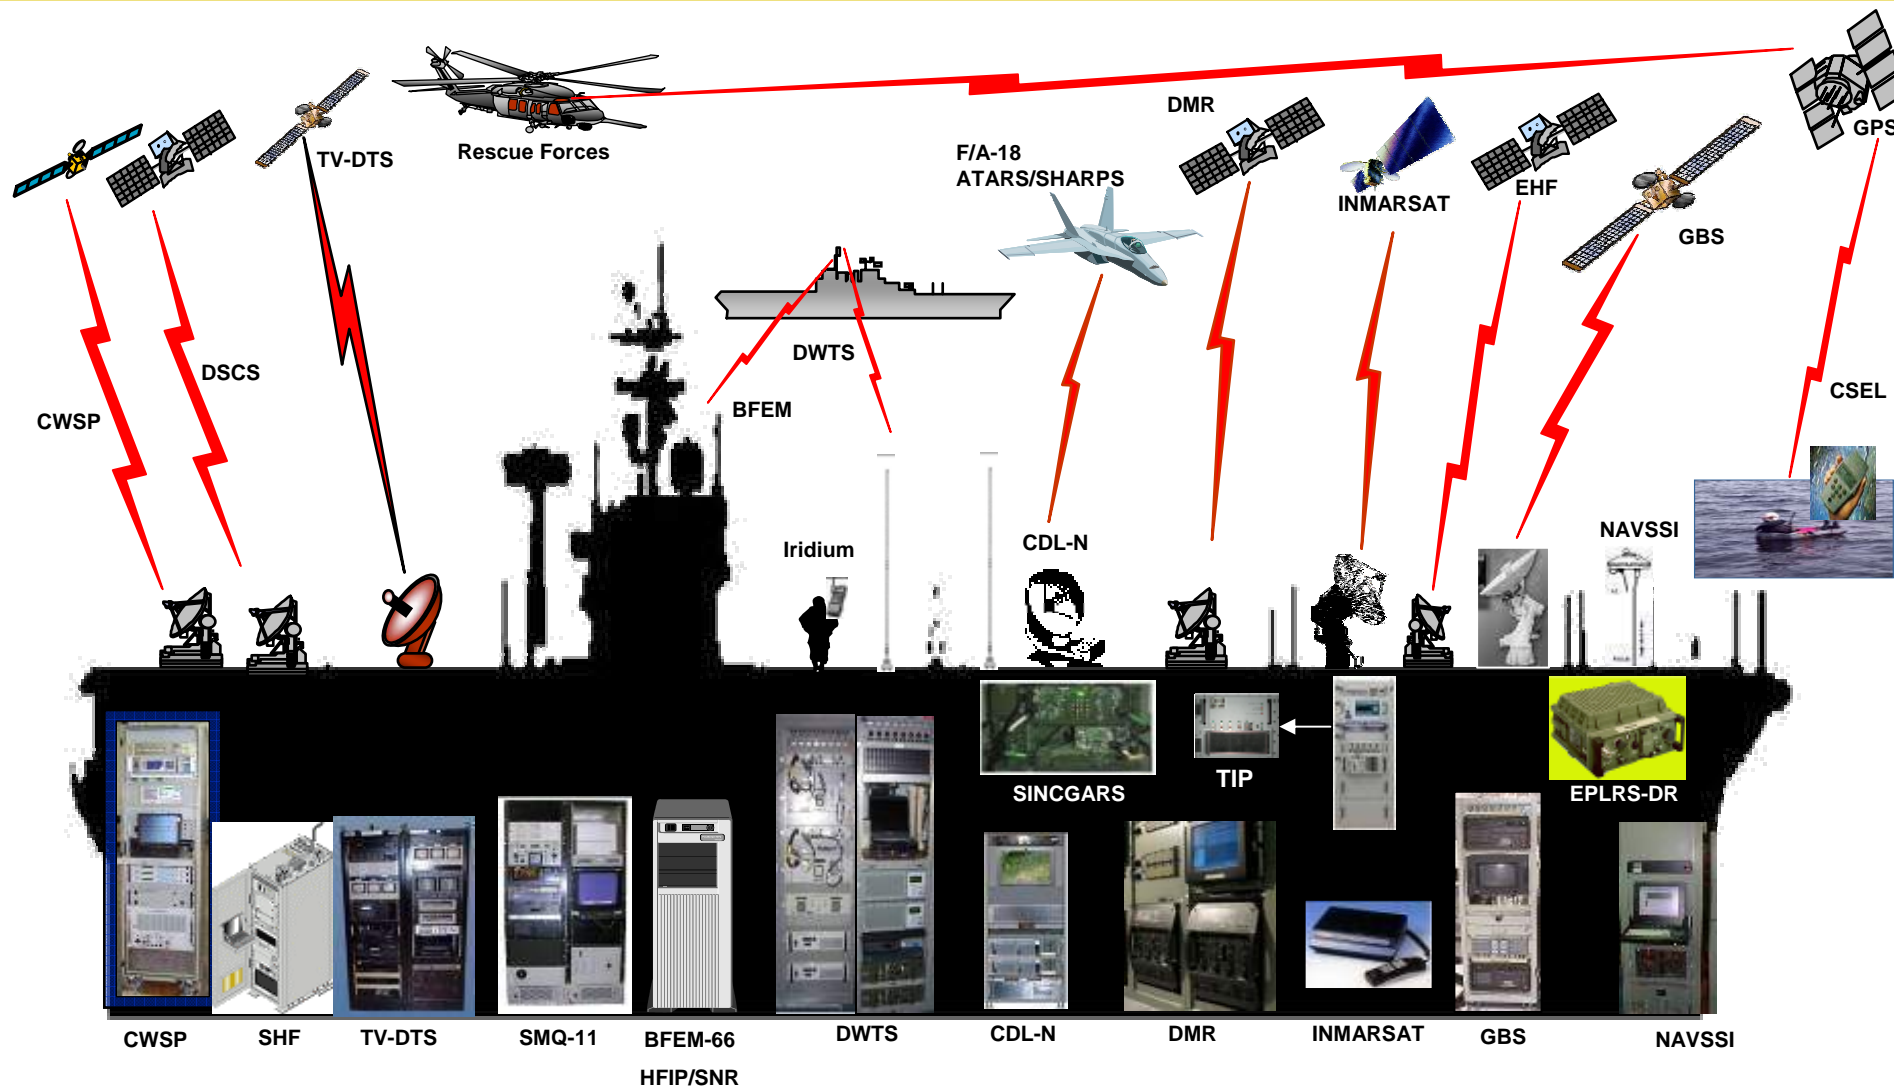 DMR
GPS
TV-DTS
Rescue Forces
F/A-18
ATARS/SHARPS
EHF
INMARSAT
GBS
DWTS
DSCS
CWSP
BFEM
CSEL
Iridium
CDL-N
NAVSSI
SINCGARS
TIP
EPLRS-DR
CWSP
SHF
TV-DTS
SMQ-11
BFEM-66
HFIP/SNR
DWTS
CDL-N
DMR
INMARSAT
GBS
NAVSSI